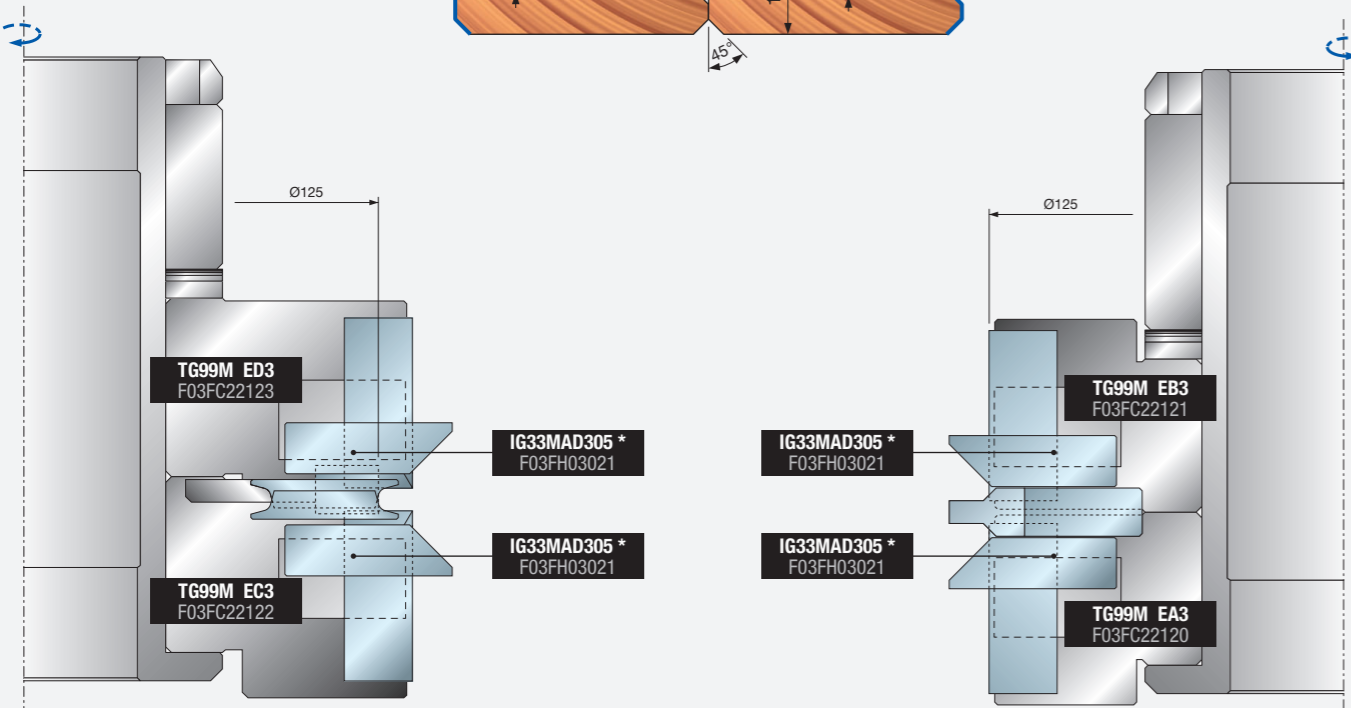 45°
Ø125
Ø125
TG99M ED3
F03FC22123
TG99M EB3
F03FC22121
IG33MAD305 *
F03FH03021
IG33MAD305 *
F03FH03021
IG33MAD305 *
F03FH03021
IG33MAD305 *
F03FH03021
TG99M EC3
F03FC22122
TG99M EA3
F03FC22120